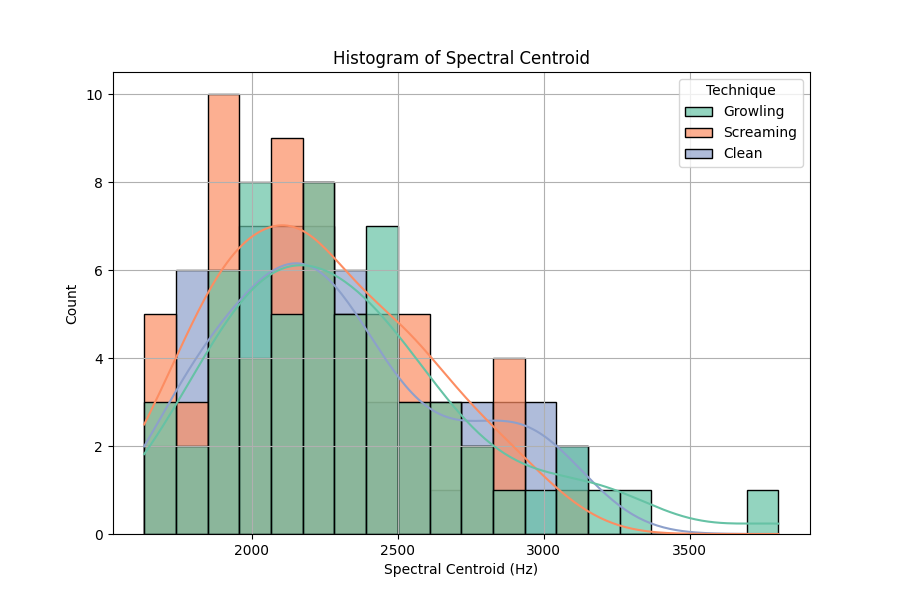 Histogram of Spectral Centroid
Technique
Growling
Screaming
Clean
Count
10
8
6
4
2
0
2000
2500
3000
3500
Spectral Centroid (Hz)